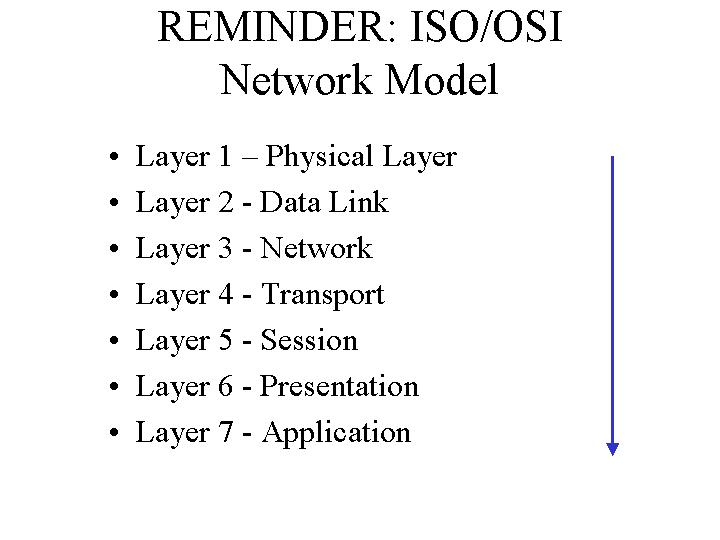 REMINDER: ISO/OSI
Network Model
• Layer 1 – Physical Layer
• Layer 2 - Data Link
• Layer 3 - Network
• Layer 4 - Transport
• Layer 5 - Session
• Layer 6 - Presentation
• Layer 7 - Application